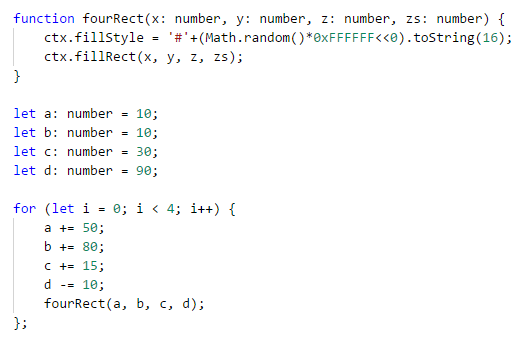 function fourRect(x: number, y: number, z: number, zs: number) {
    ctx.fillStyle = '#'+(Math.random()*0xFFFFFF<<0).toString(16);
    ctx.fillRect(x, y, z, zs);
}

let a: number = 10;
let b: number = 10;
let c: number = 30;
let d: number = 90;

for (let i = 0; i < 4; i++) {
    a += 50;
    b += 80;
    c += 15;
    d -= 10;
    fourRect(a, b, c, d);
};